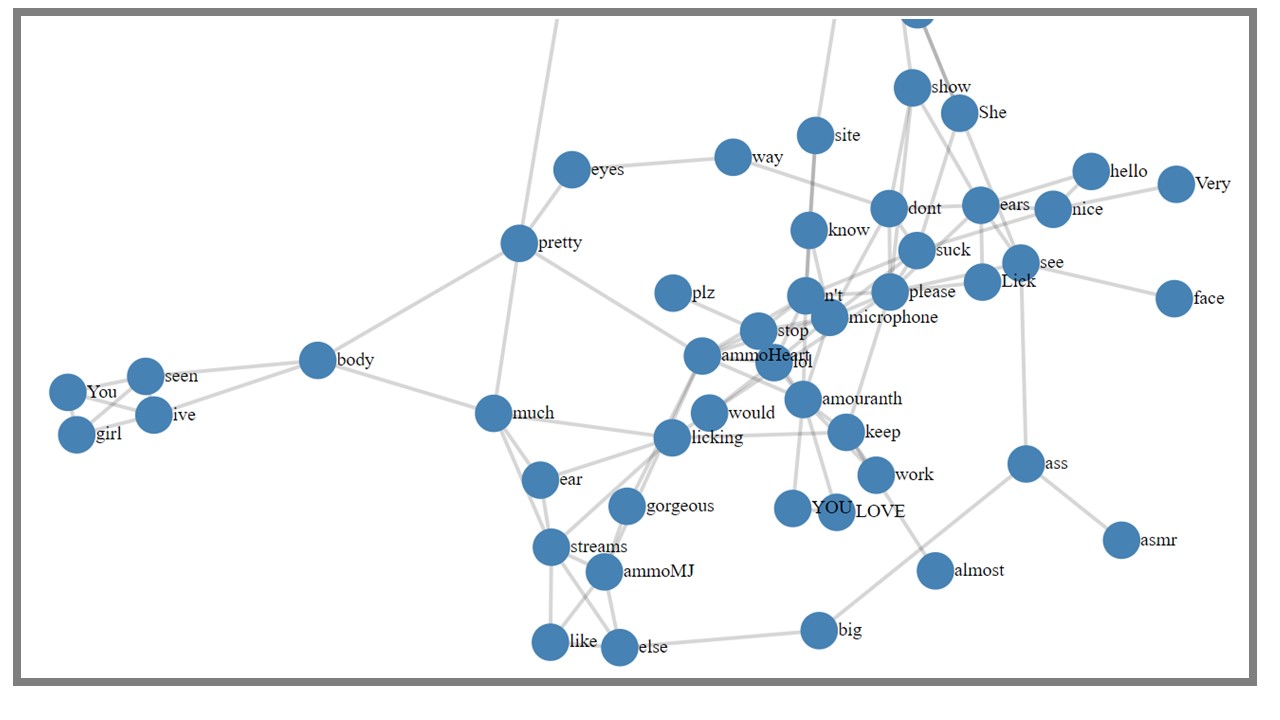 show
She
site
way
eyes
hello
Very
dont
ears
nice
know
pretty
suck
see
plz
n't
please
Lick
face
microphone
stop
ammoHeart
lol
body
seen
You
amouranth
ive
much
would
girl
licking
keep
ass
work
ear
gorgeous
YOU
LOVE
asmr
streams
ammoMJ
almost
big
like
else